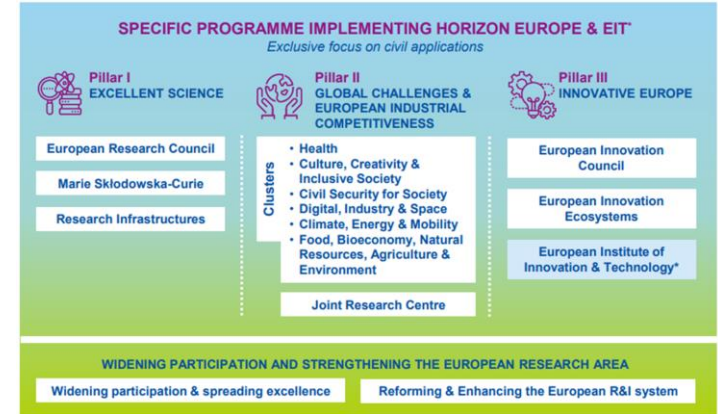 SPECIFIC PROGRAMME IMPLEMENTING HORIZON EUROPE & EIT*
Exclusive focus on civil applications
Pillar I
EXCELLENT SCIENCE
European Research Council
Marie Skłodowska-Curie
Research Infrastructures
Pillar II
GLOBAL CHALLENGES &
EUROPEAN INDUSTRIAL
COMPETITIVENESS
Clusters
• Health
• Culture, Creativity &
Inclusive Society
• Civil Security for Society
• Digital, Industry & Space
• Climate, Energy & Mobility
• Food, Bioeconomy, Natural
Resources, Agriculture &
Environment
Joint Research Centre
Pillar III
INNOVATIVE EUROPE
European Innovation
Council
European Innovation
Ecosystems
European Institute of
Innovation & Technology*
WIDENING PARTICIPATION AND STRENGTHENING THE EUROPEAN RESEARCH AREA
Widening participation & spreading excellence
Reforming & Enhancing the European R&I system